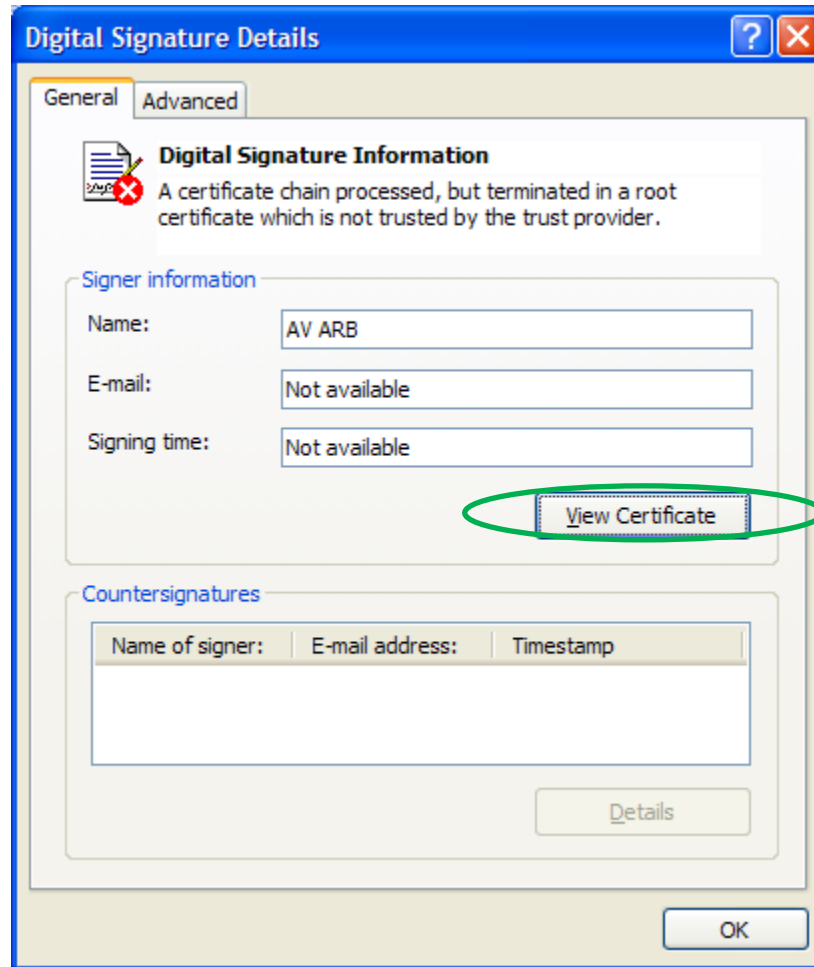 Digital Signature Details
General Advanced
Digital Signature Information
A certificate chain processed, but terminated in a root
certificate which is not trusted by the trust provider.
Signer information
Name: AV ARB
E-mail: Not available
Signing time: Not available
View Certificate
Countersignatures
Name of signer: E-mail address: Timestamp
Details
OK